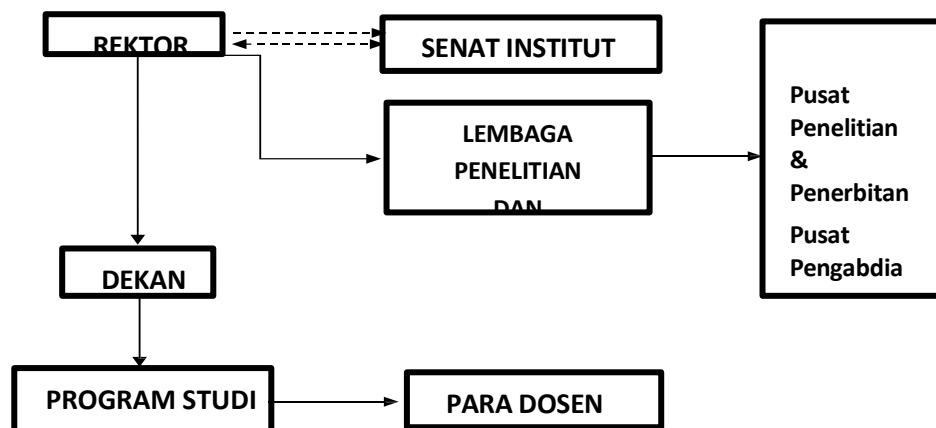 REKTOR
SENAT INSTITUT
LEMBAGA
PENELITIAN
DAN
Pusat
Penelitian
&
Penerbitan
Pusat
Pengabdia
DEKAN
PROGRAM STUDI
PARA DOSEN